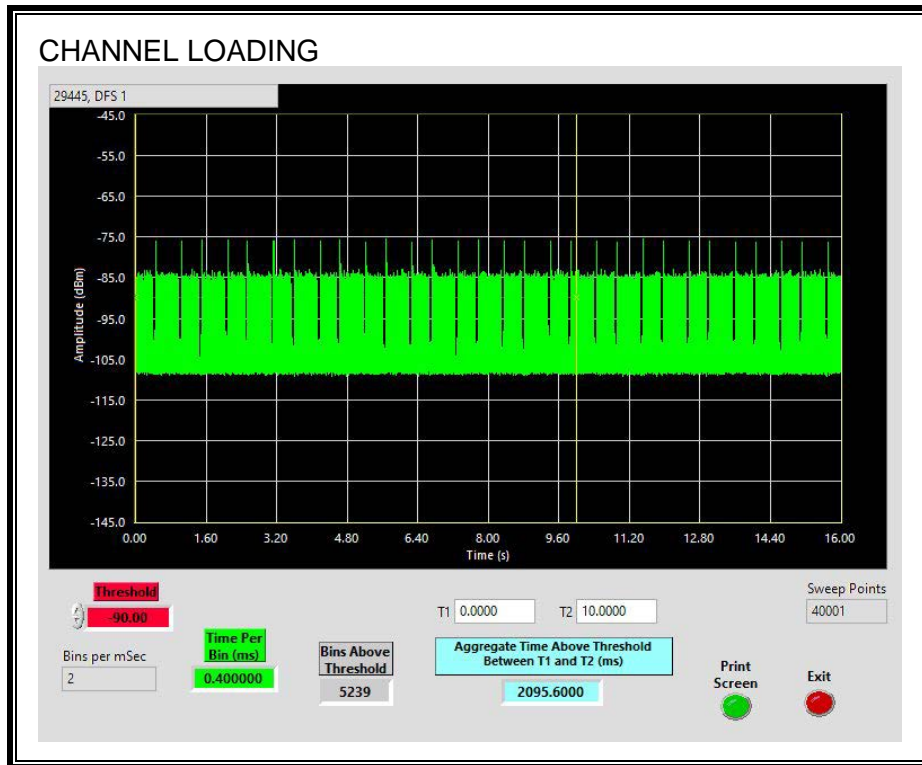 CHANNEL LOADING
29445, DFS 1
-45.0
-55.0
-65.0
-75.0
-85.0
-95.0
-105.0
-115.0
-125.0
-135.0
-145.0
Amplitude (dBm)
0.00 1.60 3.20 4.80 6.40 8.00 9.60 11.20 12.80 14.40 16.00
Time (s)
Threshold
-90.00
Bins per mSec
2
Time Per
Bin (ms)
0.400000
Bins Above
Threshold
5239
T1 0.0000 T2 10.0000
Aggregate Time Above Threshold
Between T1 and T2 (ms)
2095.6000
Sweep Points
40001
Print
Screen
Exit